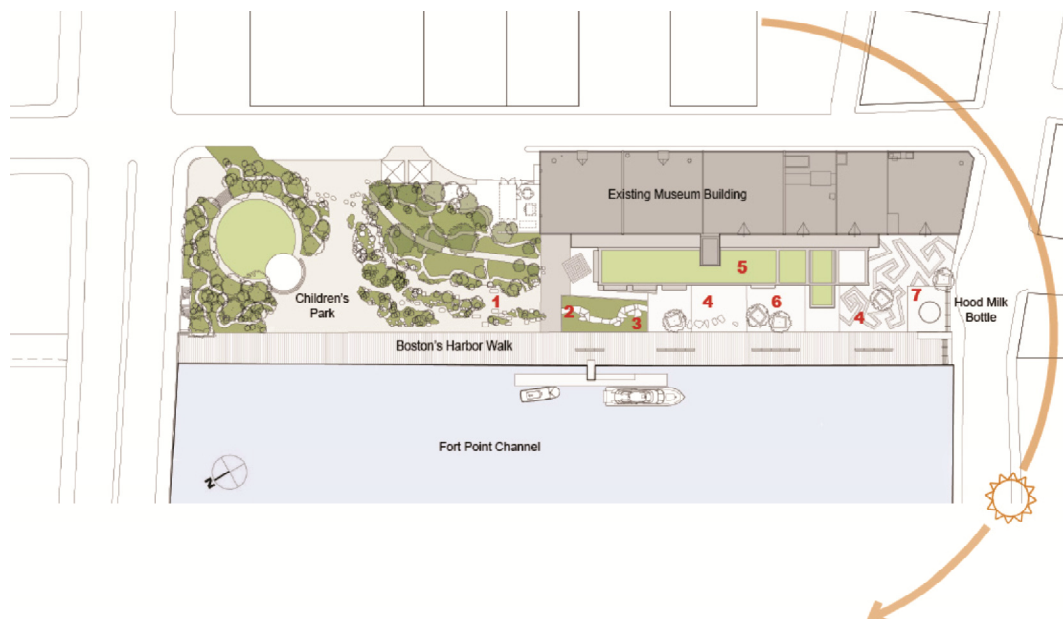 Existing Museum Building
5
Children's
Park
1
2
3
4
6
4
7
Hood Milk
Bottle
Boston's Harbor Walk
Fort Point Channel
N